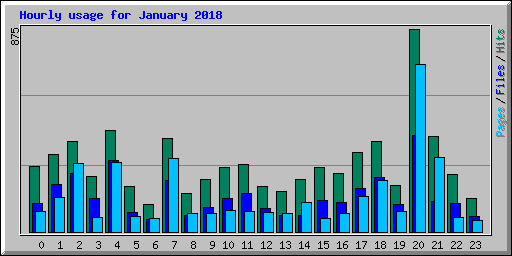 Hourly usage for January 2018
875
Pages / Files / Hits
0 1 2 3 4 5 6 7 8 9 10 11 12 13 14 15 16 17 18 19 20 21 22 23